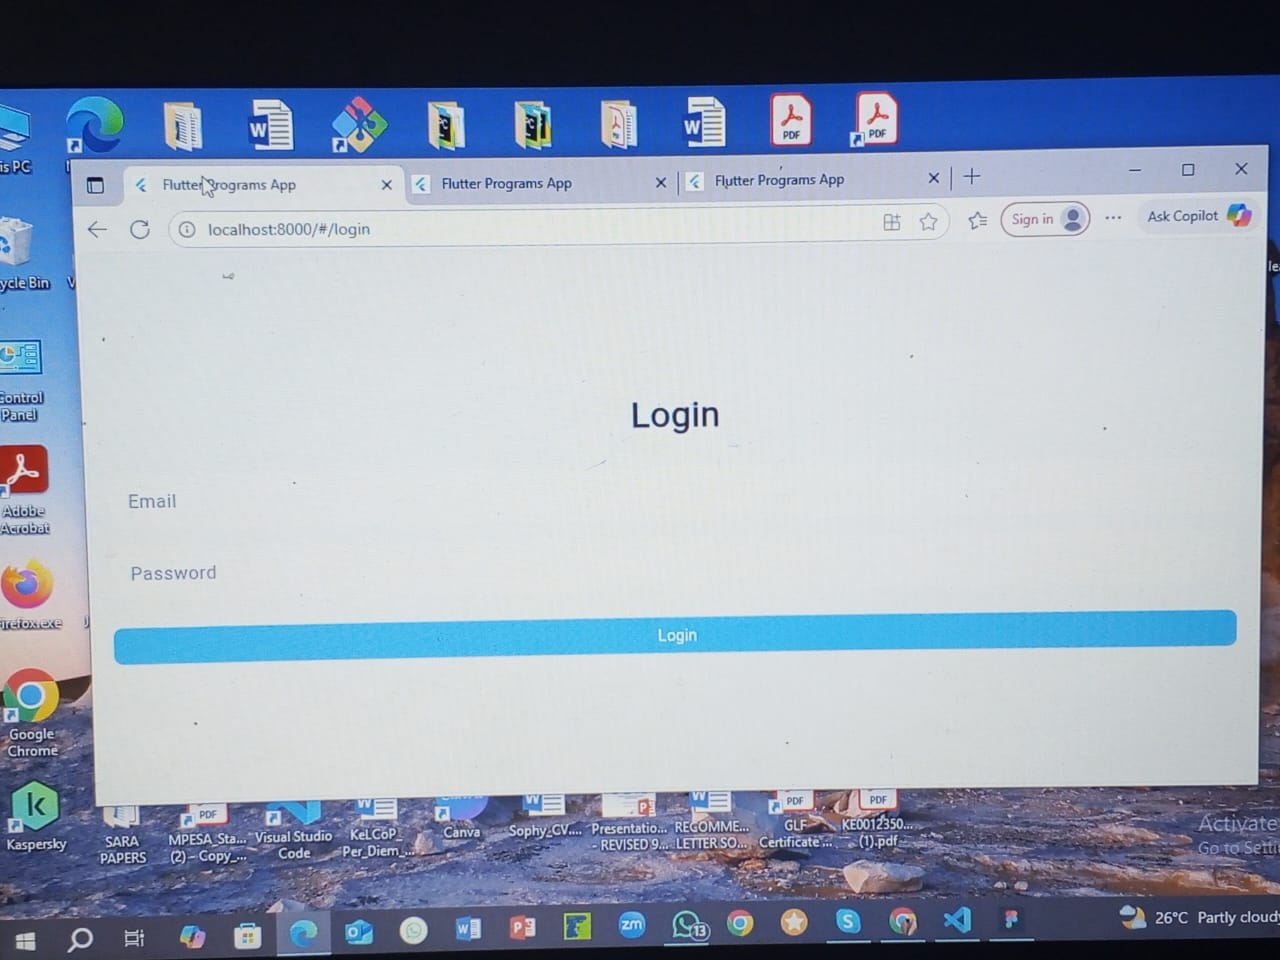 is PC
W
W
PDF
PDF
Flutter Programs App
Flutter Programs App
Flutter Programs App
localhost:8000/#/login
Sign in
Ask Copilot
ycle Bin
Control
Panel
Adobe
Acrobat
Firefox.exe
Google
Chrome
Kaspersky
Login
Email
Password
Login
SARA
PAPERS
PDF
MPESA_Sta...
(2) - Copy_...
Visual Studio
Code
KeLCoP_
Per_Diem_...
Canva
Sophy_CV....
Presentatio...
- REVISED 9...
RECOMME...
LETTER SO...
PDF
GLF
Certificate ...
PDF
KE0012350...
(1).pdf
Activate
Go to Setti
zm
13
26°C Partly cloudy